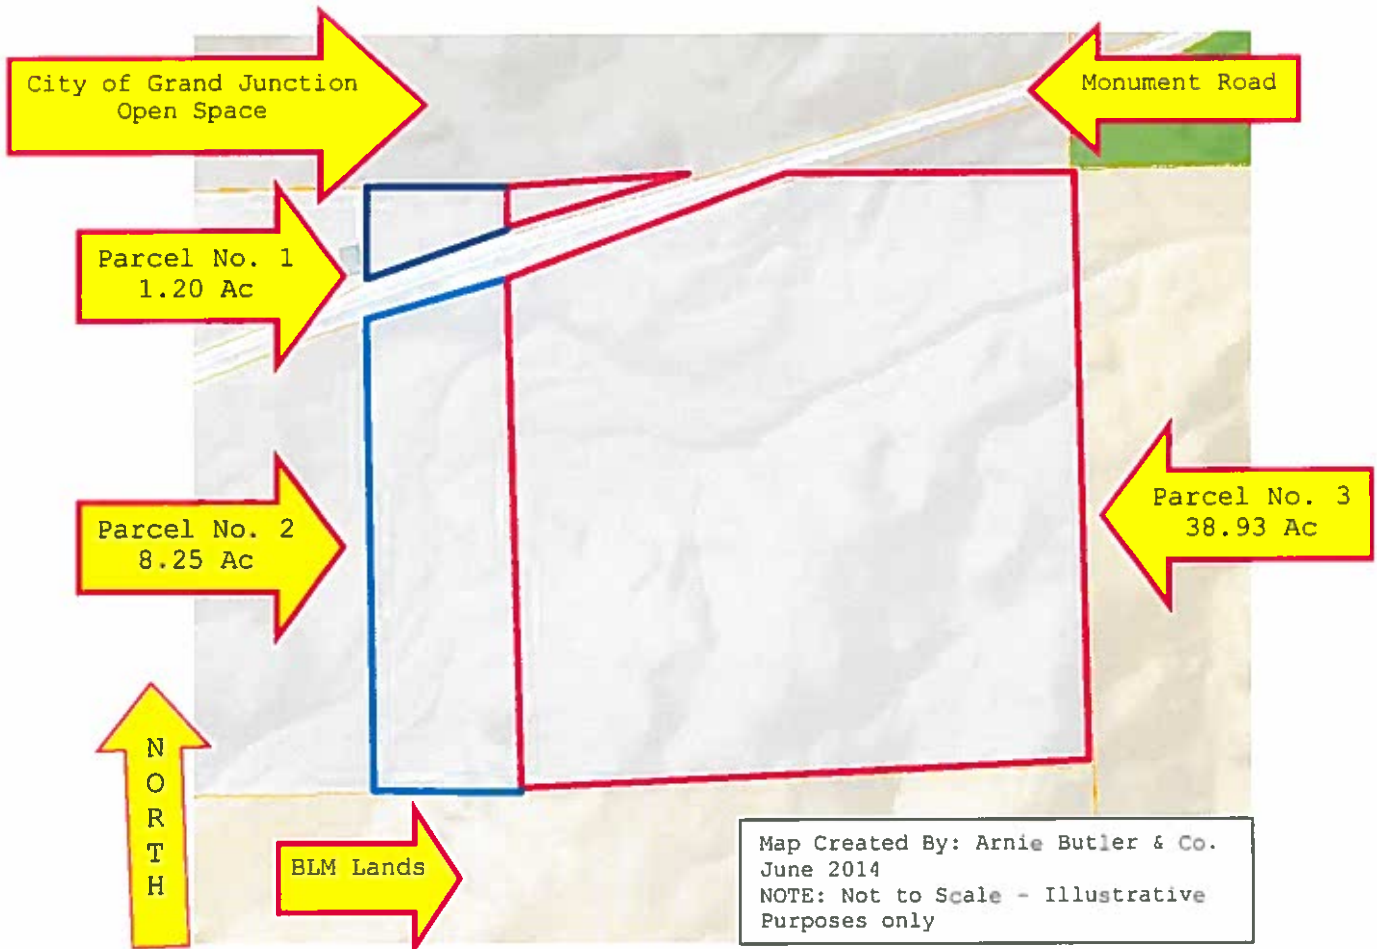 City of Grand Junction
Open Space
Monument Road
Parcel No. 1
1.20 Ac
Parcel No. 2
8.25 Ac
Parcel No. 3
38.93 Ac
N
O
R
T
H
BLM Lands
Map Created By: Arnie Butler & Co.
June 2014
NOTE: Not to Scale - Illustrative
Purposes only